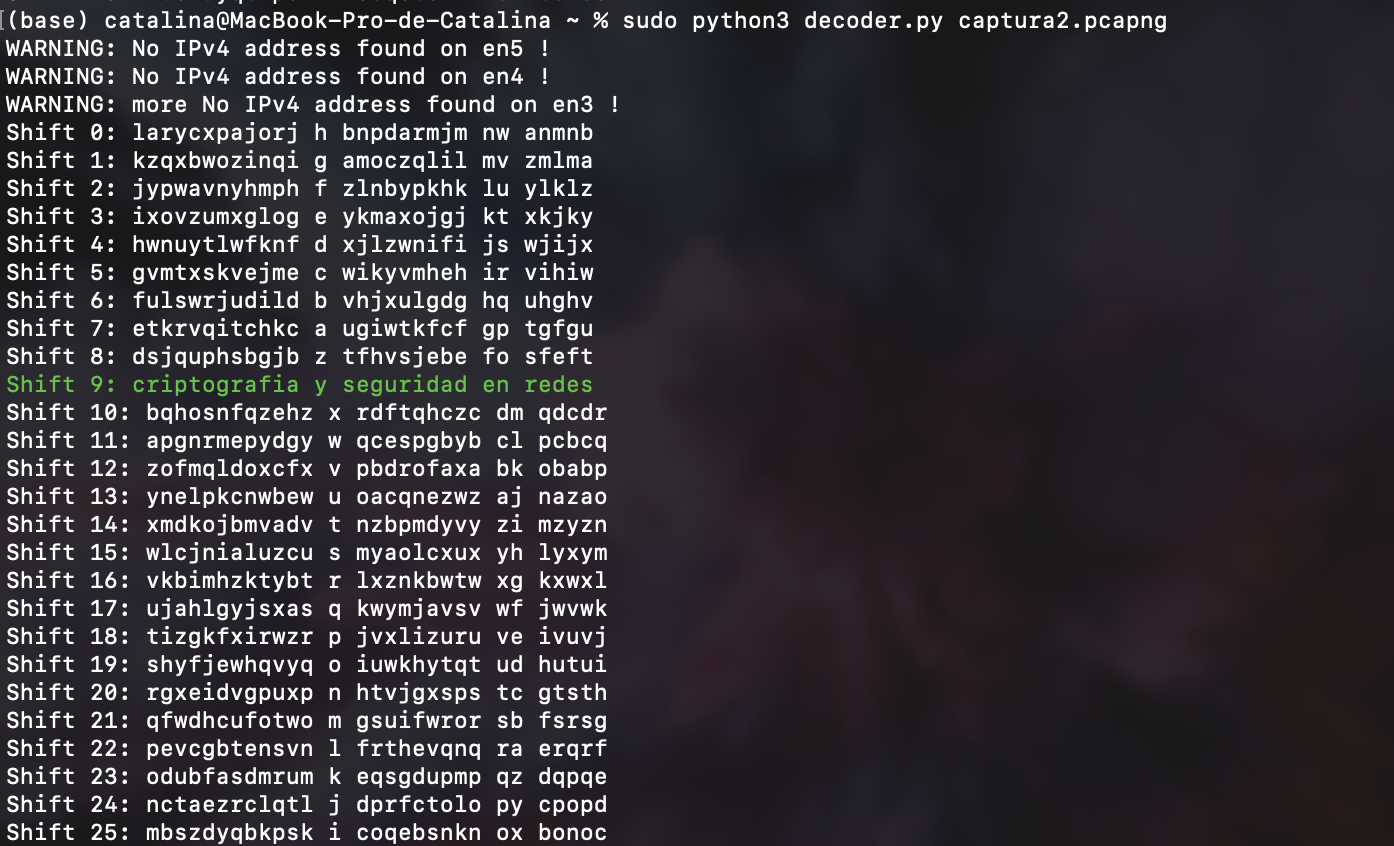 (base) catalina@MacBook-Pro-de-Catalina ~ % sudo python3 decoder.py captura2.pcapng
WARNING: No IPv4 address found on en5 !
WARNING: No IPv4 address found on en4 !
WARNING: more No IPv4 address found on en3 !
Shift 0: larycxpajorj h bnpdarmjm nw anmnb
Shift 1: kzqxbwozinqi g amoczqlil mv zmlma
Shift 2: jypwavnyhmph f zlnbypkhk lu ylklz
Shift 3: ixovzumxglog e ykmaxojgj kt xkjky
Shift 4: hwnuytlwfknf d xjlzwnifi js wjijx
Shift 5: gvmtxskvejme c wikyvmheh ir vihiw
Shift 6: fulswrjudild b vhjxulgdg hq uhghv
Shift 7: etkrvqitchkc a ugiwtkfcf gp tgfgu
Shift 8: dsjquphsbgjb z tfhvsjebe fo sfeft
Shift 9: criptografia y seguridad en redes
Shift 10: bqhosnfqzehz x rdftqhczc dm qdcdr
Shift 11: apgnrmepydgy w qcespgbyb cl pcbcq
Shift 12: zofmqldoxcfx v pbdrofaxa bk obabp
Shift 13: ynelpkcnwbew u oacqnezwz aj nazao
Shift 14: xmdkojbmvadv t nzbpmdyvy zi mzyzn
Shift 15: wlcjnialuzcu s myaolcxux yh lyxym
Shift 16: vkbimhzktybt r lxznkbwtw xg kxwxl
Shift 17: ujahlgyjsxas q kwymjavsv wf jwvwk
Shift 18: tizgkfxirwzr p jvxlizuru ve ivuvj
Shift 19: shyfjewhqvyq o iuwkhytqt ud hutui
Shift 20: rgxeidvgpuxp n htvjgxsps tc gtsth
Shift 21: qfwdhcufotwo m gsuifwror sb fsrsg
Shift 22: pevcgbtensvn l frthevqnq ra erqrf
Shift 23: odubfasdmrum k eqsgdupmp qz dqpqe
Shift 24: nctaezrclqtl j dprfctolo py cpopd
Shift 25: mbszdyqbkpsk i coqebsnkn ox bonoc